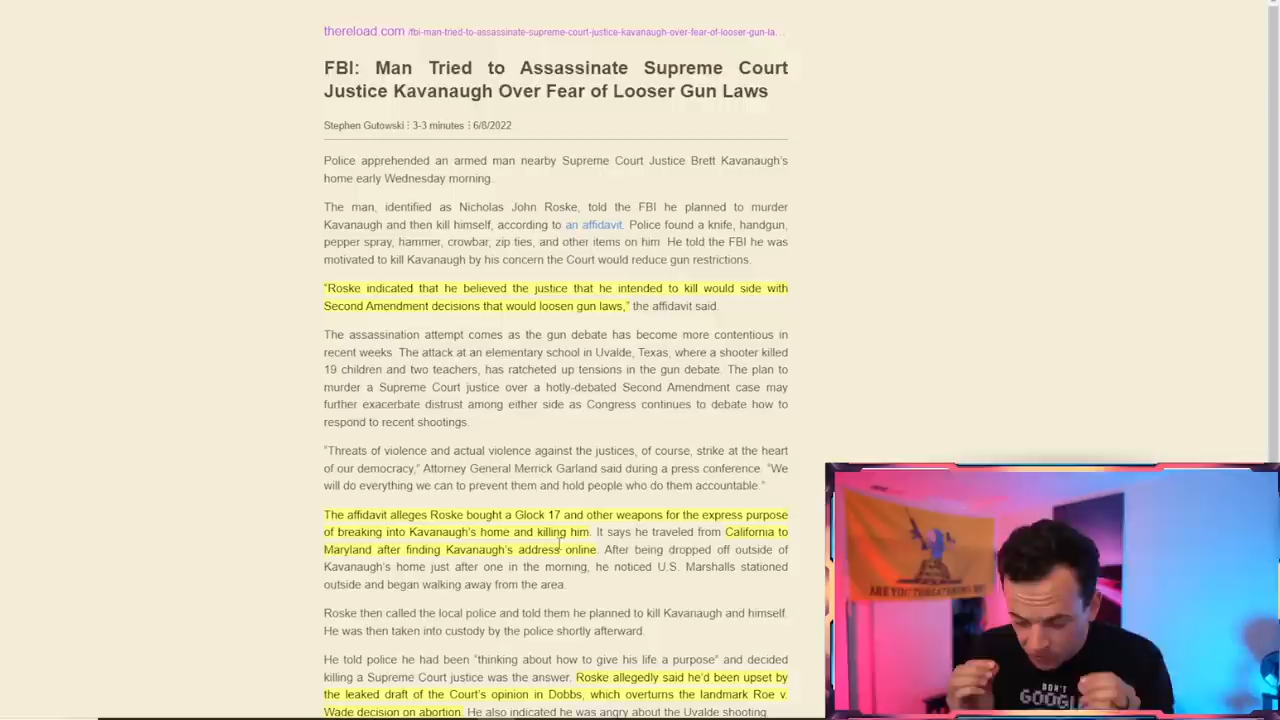 thereload.com /fbi-man-tried-to-assassinate-supreme-court-justice-kavanaugh-over-fear-of-looser-gun-la...
FBI: Man Tried to Assassinate Supreme Court
Justice Kavanaugh Over Fear of Looser Gun Laws
Stephen Gutowski ⋮ 3-3 minutes ⋮ 6/8/2022
Police apprehended an armed man nearby Supreme Court Justice Brett Kavanaugh's
home early Wednesday morning.
The man, identified as Nicholas John Roske, told the FBI he planned to murder
Kavanaugh and then kill himself, according to an affidavit. Police found a knife, handgun,
pepper spray, hammer, crowbar, zip ties, and other items on him. He told the FBI he was
motivated to kill Kavanaugh by his concern the Court would reduce gun restrictions.
"Roske indicated that he believed the justice that he intended to kill would side with
Second Amendment decisions that would loosen gun laws," the affidavit said.
The assassination attempt comes as the gun debate has become more contentious in
recent weeks. The attack at an elementary school in Uvalde, Texas, where a shooter killed
19 children and two teachers, has ratcheted up tensions in the gun debate. The plan to
murder a Supreme Court justice over a hotly-debated Second Amendment case may
further exacerbate distrust among either side as Congress continues to debate how to
respond to recent shootings.
"Threats of violence and actual violence against the justices, of course, strike at the heart
of our democracy," Attorney General Merrick Garland said during a press conference. "We
will do everything we can to prevent them and hold people who do them accountable."
The affidavit alleges Roske bought a Glock 17 and other weapons for the express purpose
of breaking into Kavanaugh's home and killing him. It says he traveled from California to
Maryland after finding Kavanaugh's address online. After being dropped off outside of
Kavanaugh's home just after one in the morning, he noticed U.S. Marshalls stationed
outside and began walking away from the area.
Roske then called the local police and told them he planned to kill Kavanaugh and himself.
He was then taken into custody by the police shortly afterward.
He told police he had been "thinking about how to give his life a purpose" and decided
killing a Supreme Court justice was the answer. Roske allegedly said he'd been upset by
the leaked draft of the Court's opinion in Dobbs, which overturns the landmark Roe v.
Wade decision on abortion. He also indicated he was angry about the Uvalde shooting
ARE YOU THREATENING ME?
DON'T
GOOGLE